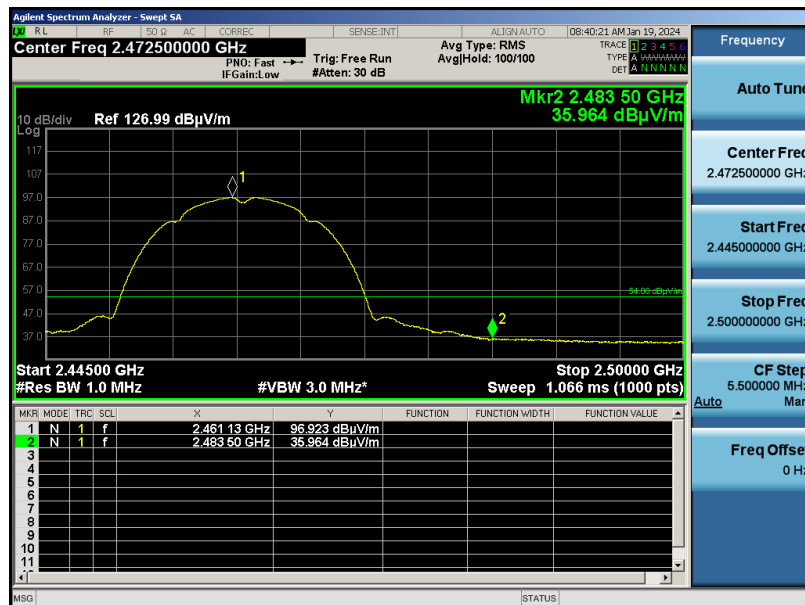 Agilent Spectrum Analyzer - Swept SA
LXI RL RF 50 Ω AC CORREC SENSE:INT ALIGN AUTO 08:40:21 AM Jan 19, 2024
Center Freq 2.472500000 GHz
PNO: Fast
IFGain:Low
Trig: Free Run
#Atten: 30 dB
Avg Type: RMS
Avg|Hold: 100/100
TRACE 1 2 3 4 5 6
TYPE A WWWWW
DET A N N N N N
Mkr2 2.483 50 GHz
35.964 dBµV/m
10 dB/div Ref 126.99 dBµV/m
Log
117
107
97.0
87.0
77.0
67.0
57.0
47.0
37.0
1
2
54.00 dBµV/m
Start 2.44500 GHz Stop 2.50000 GHz
#Res BW 1.0 MHz #VBW 3.0 MHz* Sweep 1.066 ms (1000 pts)
MKR MODE TRC SCL X Y FUNCTION FUNCTION WIDTH FUNCTION VALUE
1 N 1 f 2.461 13 GHz 96.923 dBµV/m
2 N 1 f 2.483 50 GHz 35.964 dBµV/m
3
4
5
6
7
8
9
10
11
MSG STATUS
Frequency
Auto Tune
Center Freq
2.472500000 GHz
Start Freq
2.445000000 GHz
Stop Freq
2.500000000 GHz
CF Step
5.500000 MHz
Auto Man
Freq Offset
0 Hz